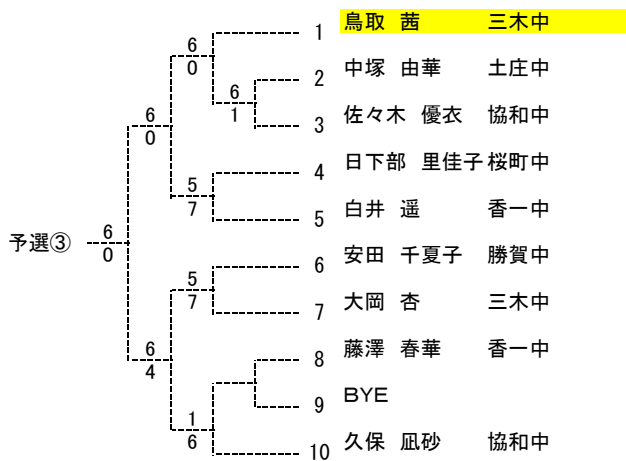 1 鳥取 茜 三木中
6
0
2 中塚 由華 土庄中
6
1
3 佐々木 優衣 協和中
6
0
4 日下部 里佳子 桜町中
5
7
5 白井 遥 香一中
予選③
6
0
6 安田 千夏子 勝賀中
5
7
7 大岡 杏 三木中
6
4
8 藤澤 春華 香一中
9 BYE
1
6
10 久保 凪砂 協和中